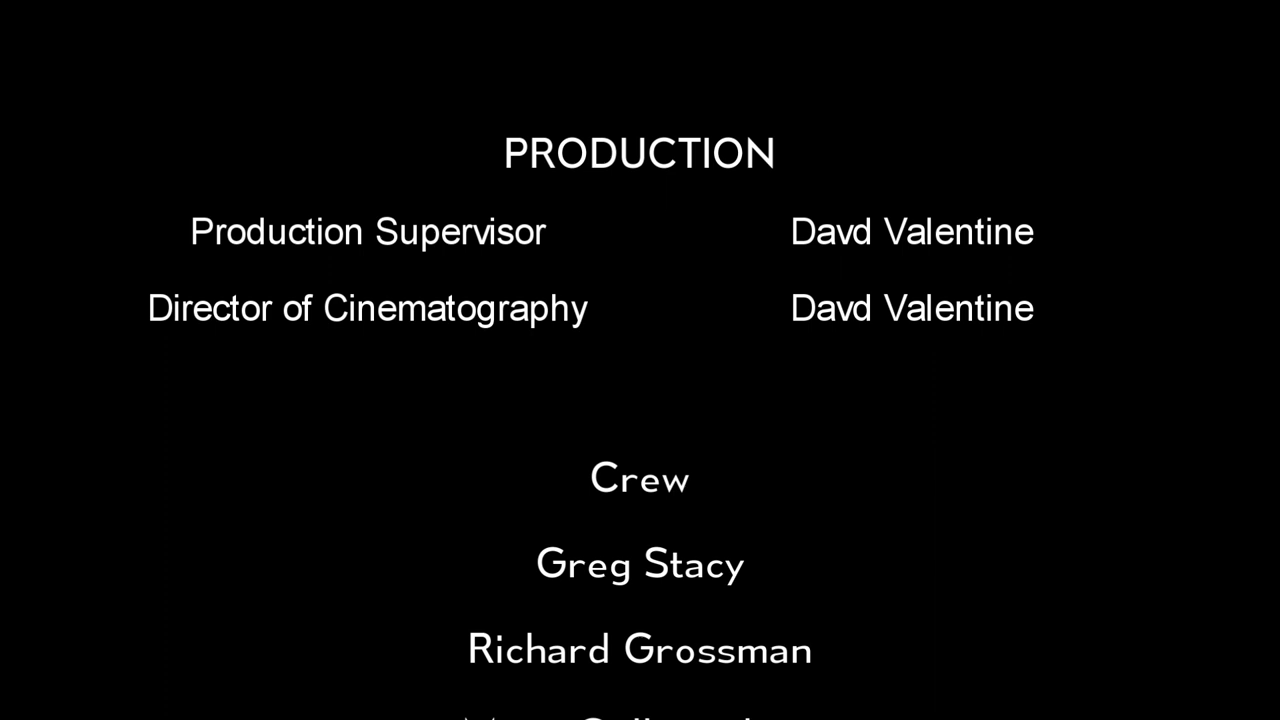 PRODUCTION
Production Supervisor Davd Valentine
Director of Cinematography Davd Valentine
Crew
Greg Stacy
Richard Grossman